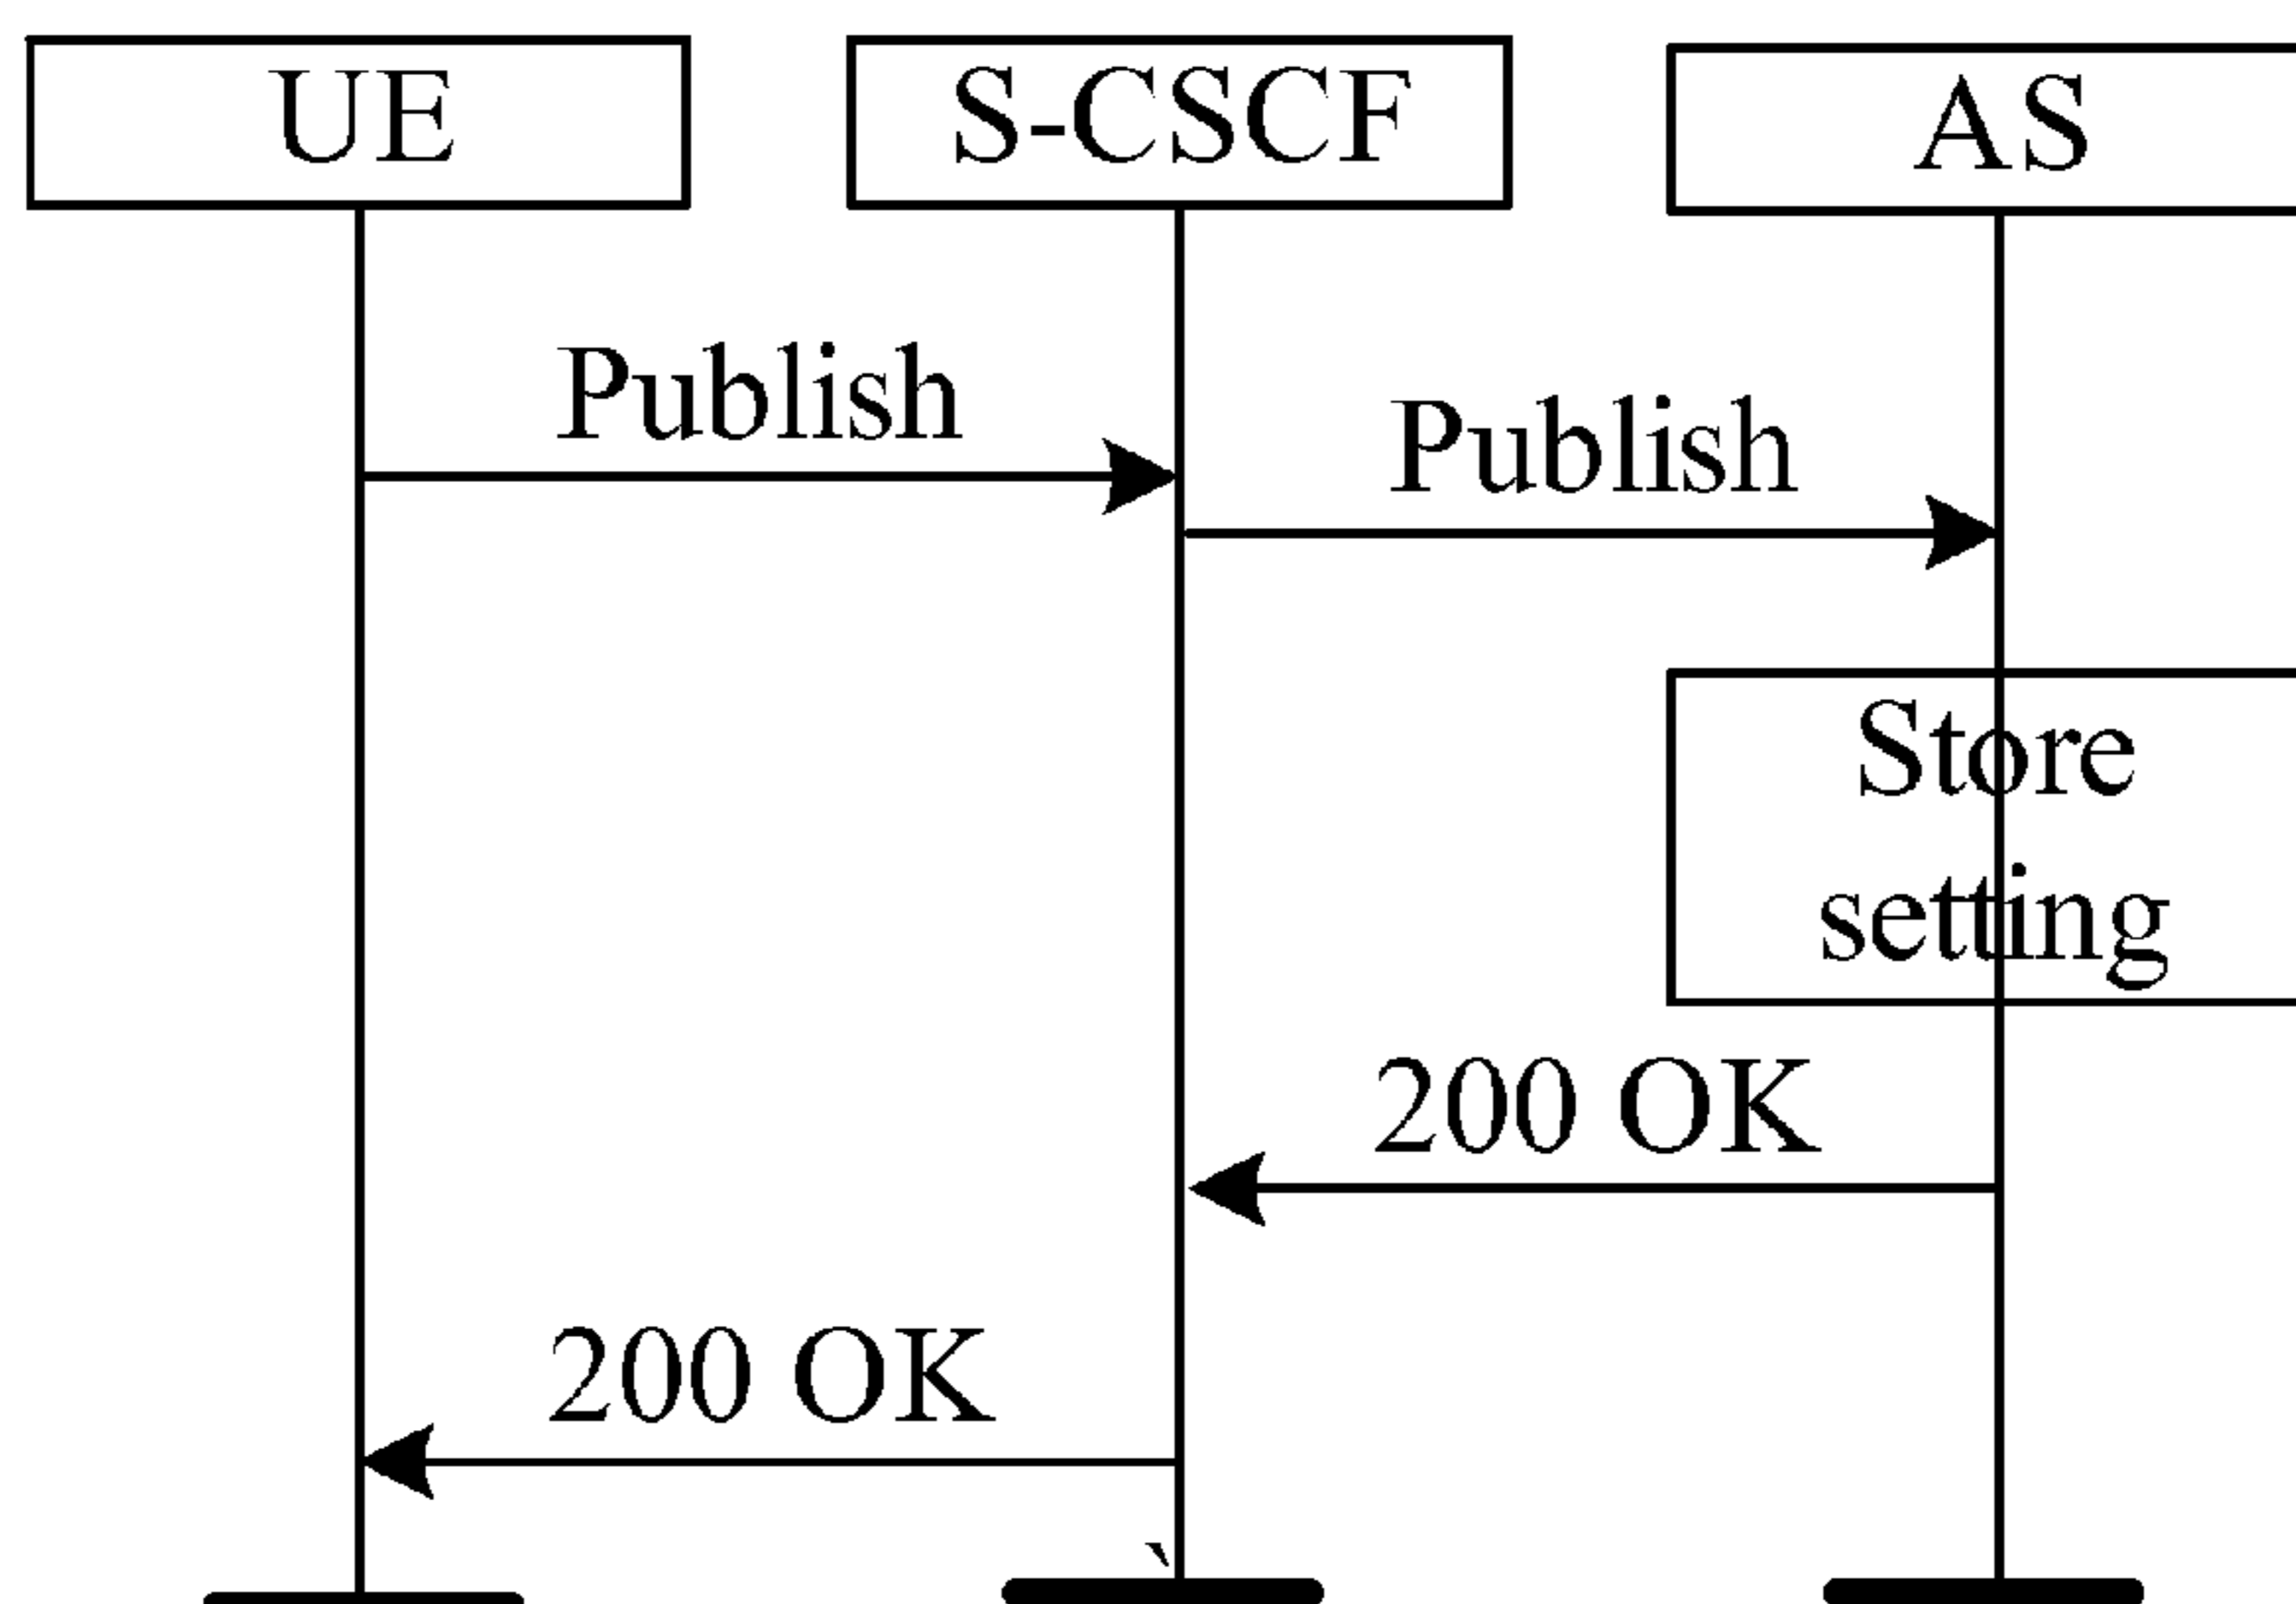 UE
S-CSCF
AS
Publish
Publish
Store
setting
200 OK
200 OK